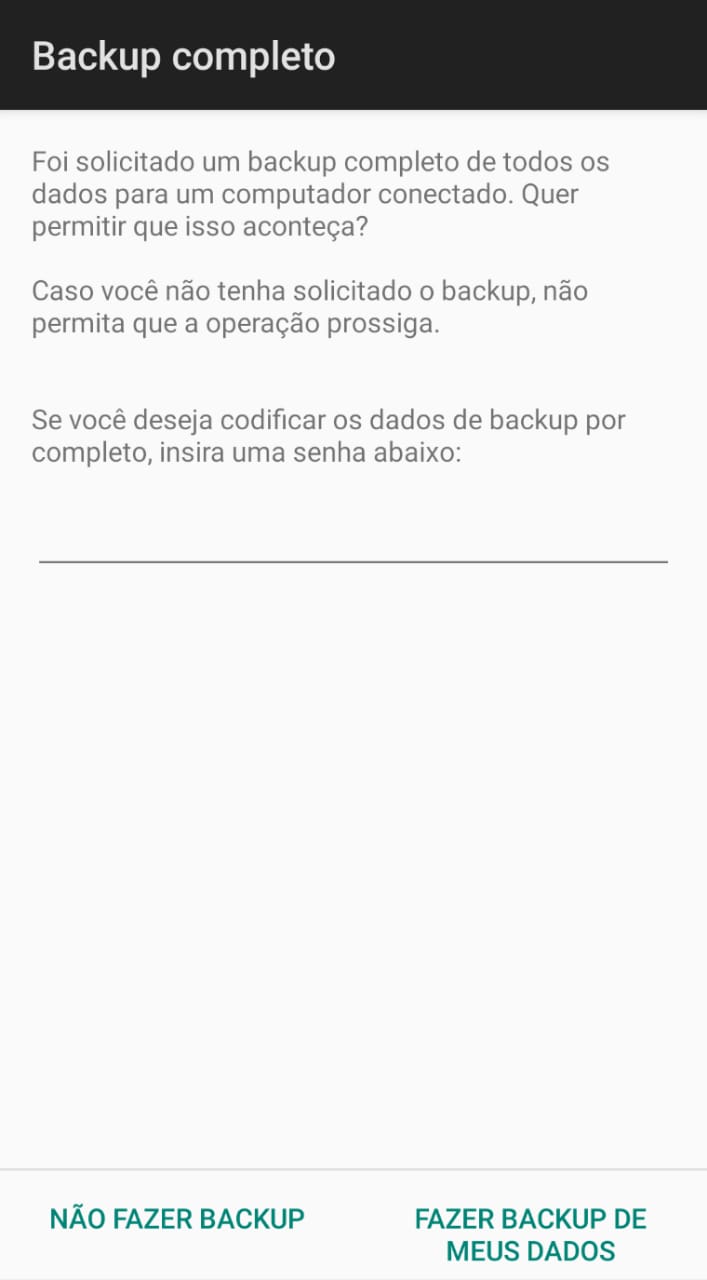 Backup completo
Foi solicitado um backup completo de todos os
dados para um computador conectado. Quer
permitir que isso aconteça?
Caso você não tenha solicitado o backup, não
permita que a operação prossiga.
Se você deseja codificar os dados de backup por
completo, insira uma senha abaixo:
NÃO FAZER BACKUP
FAZER BACKUP DE
MEUS DADOS